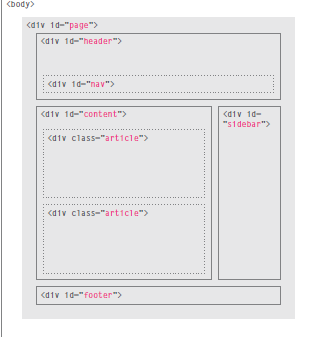 <body>
<div id="page">
<div id="header">
<div id="nav">
<div id="content">
<div id=
"sidebar">
<div class="article">
<div class="article">
<div id="footer">